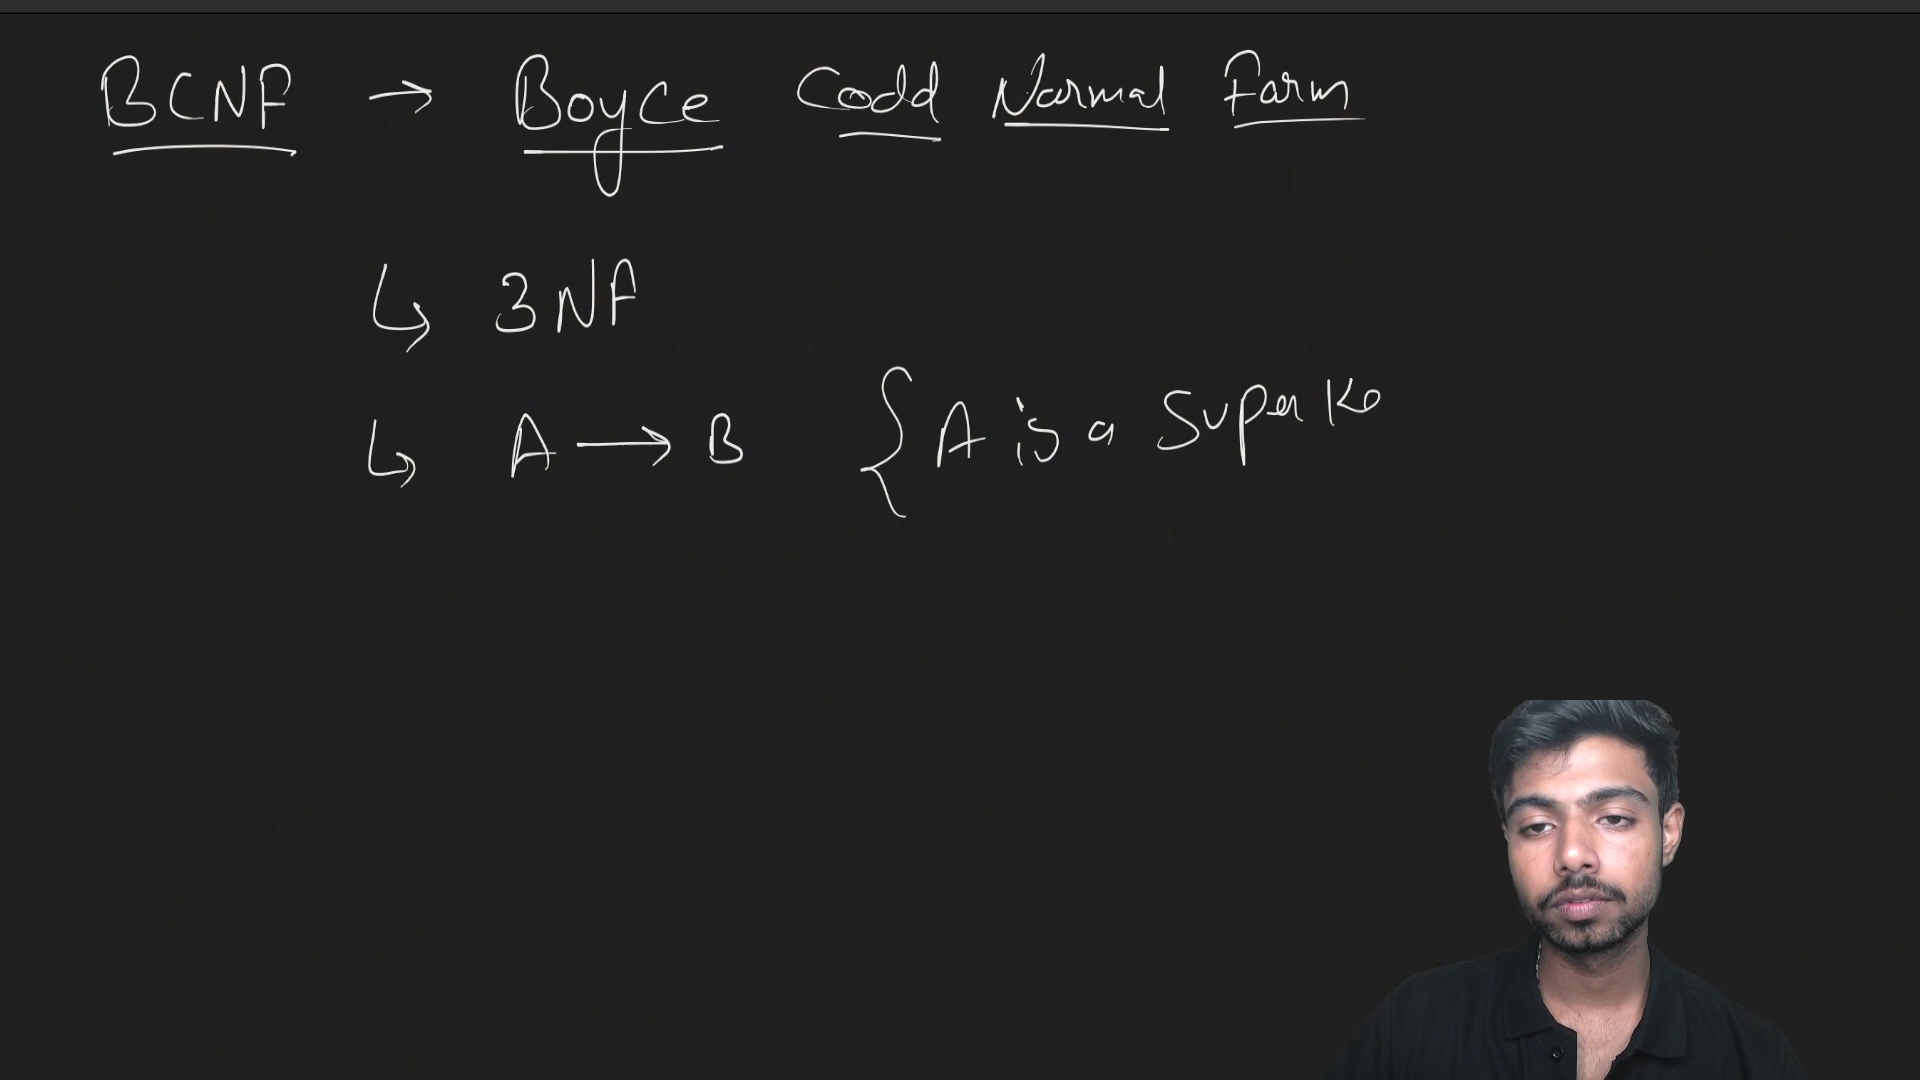 BCNF → Boyce Codd Normal Form
↳ 3NF
↳ A → B { A is a Super Ke